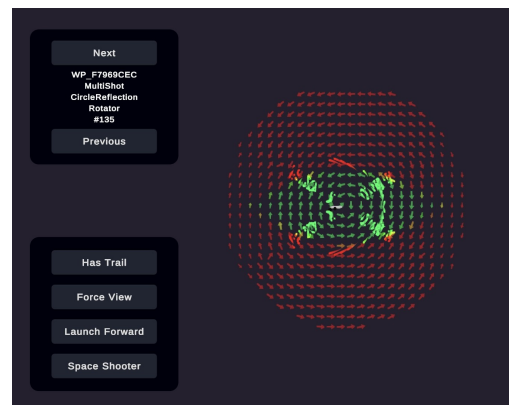 Next
WP_F7969CEC
MultiShot
CircleReflection
Rotator
#135
Previous
Has Trail
Force View
Launch Forward
Space Shooter